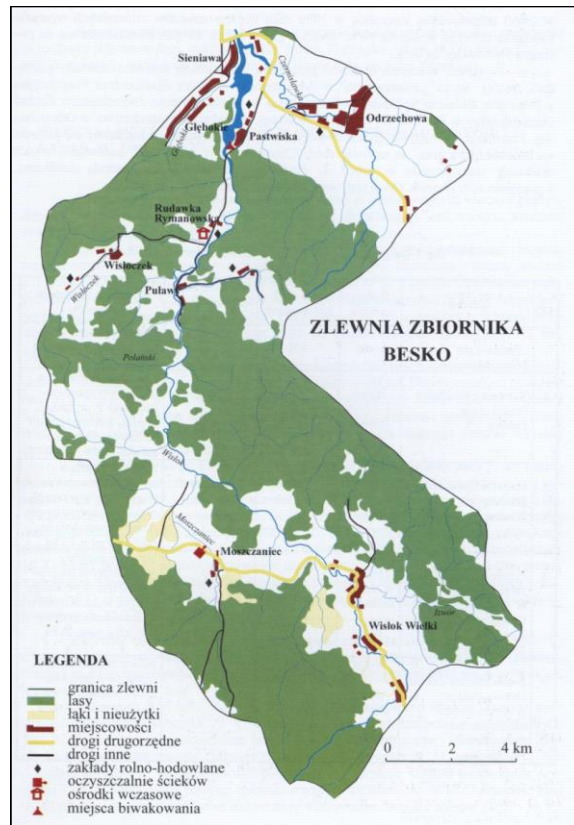 Sieniawa
Czernisławka
Odrzechowa
Głębokie
Pastwiska
Rudawka
Rymanowska
Wisłoczek
Wisłoczek
Puławy
ZLEWNIA ZBIORNIKA
BESKO
Polański
Wisłok
Moszczaniec
Moszczaniec
Izwor
Wisłok Wielki
LEGENDA
granica zlewni
lasy
łąki i nieużytki
miejscowości
drogi drugorzędne
drogi inne
zakłady rolno-hodowlane
oczyszczalnie ścieków
ośrodki wczasowe
miejsca biwakowania
0 2 4 km